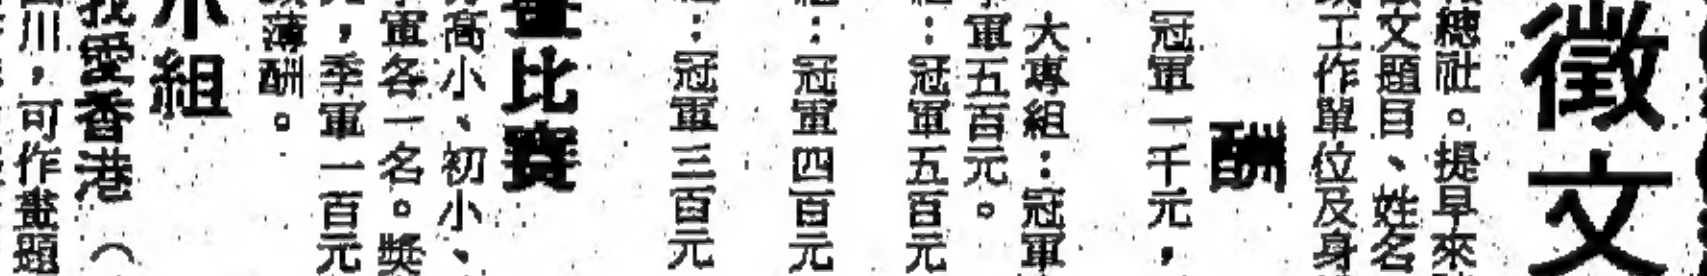 徵文
總社。提早來
文題目、姓名
工作單位及身
酬
冠軍一千元，
大專組：冠軍
軍五百元。
：冠軍五百元
：冠軍四百元
：冠軍三百元
畫比賽
高小、初小、
軍各一名。獎
，季軍一百元
薄酬。
小組
我愛香港（
川，可作畫題